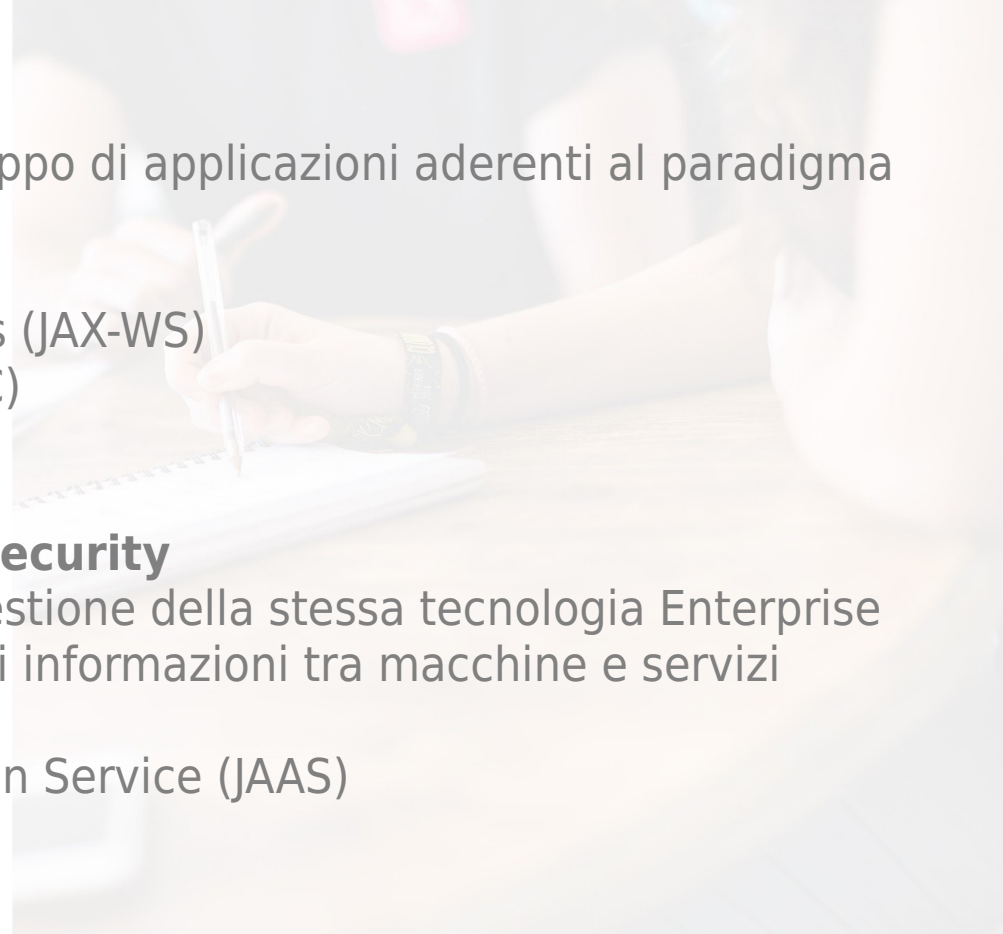 ppo di applicazioni aderenti al paradigma
s (JAX-WS)
C)
ecurity
estione della stessa tecnologia Enterprise
i informazioni tra macchine e servizi
n Service (JAAS)